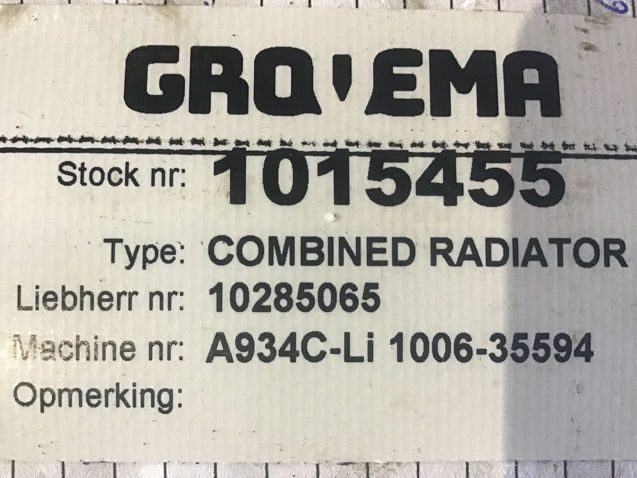 GROVEMA
Stock nr: 1015455
Type: COMBINED RADIATOR
Liebherr nr: 10285065
Machine nr: A934C-Li 1006-35594
Opmerking: